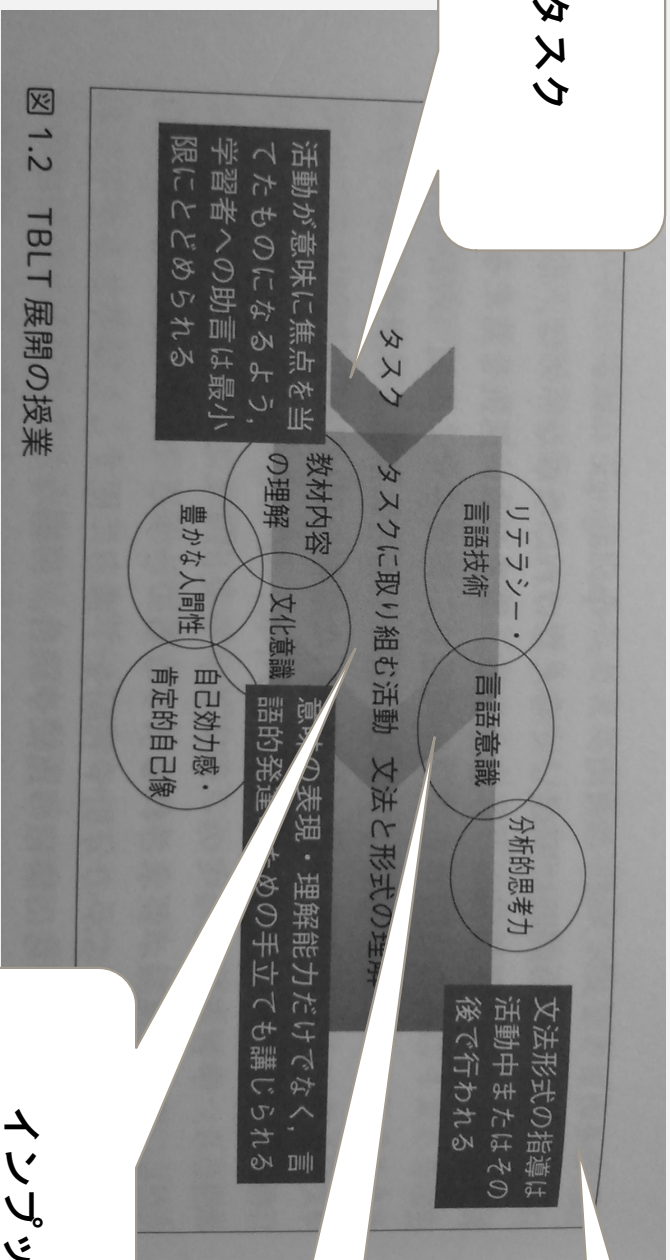 タスク
リテラシー・
言語技術
言語意識
分析的思考力
文法形式の指導は
活動中またはその
後で行われる
タスク
タスクに取り組む活動
文法と形式の理解
活動が意味に焦点を当
てたものになるよう，
学習者への助言は最小
限にとどめられる
教材内容
の理解
文化意識
豊かな人間性
自己効力感・
肯定的自己像
意味の表現・理解能力だけでなく，言
語的発達 ための手立ても講じられる
図 1.2 TBLT 展開の授業
インプッ